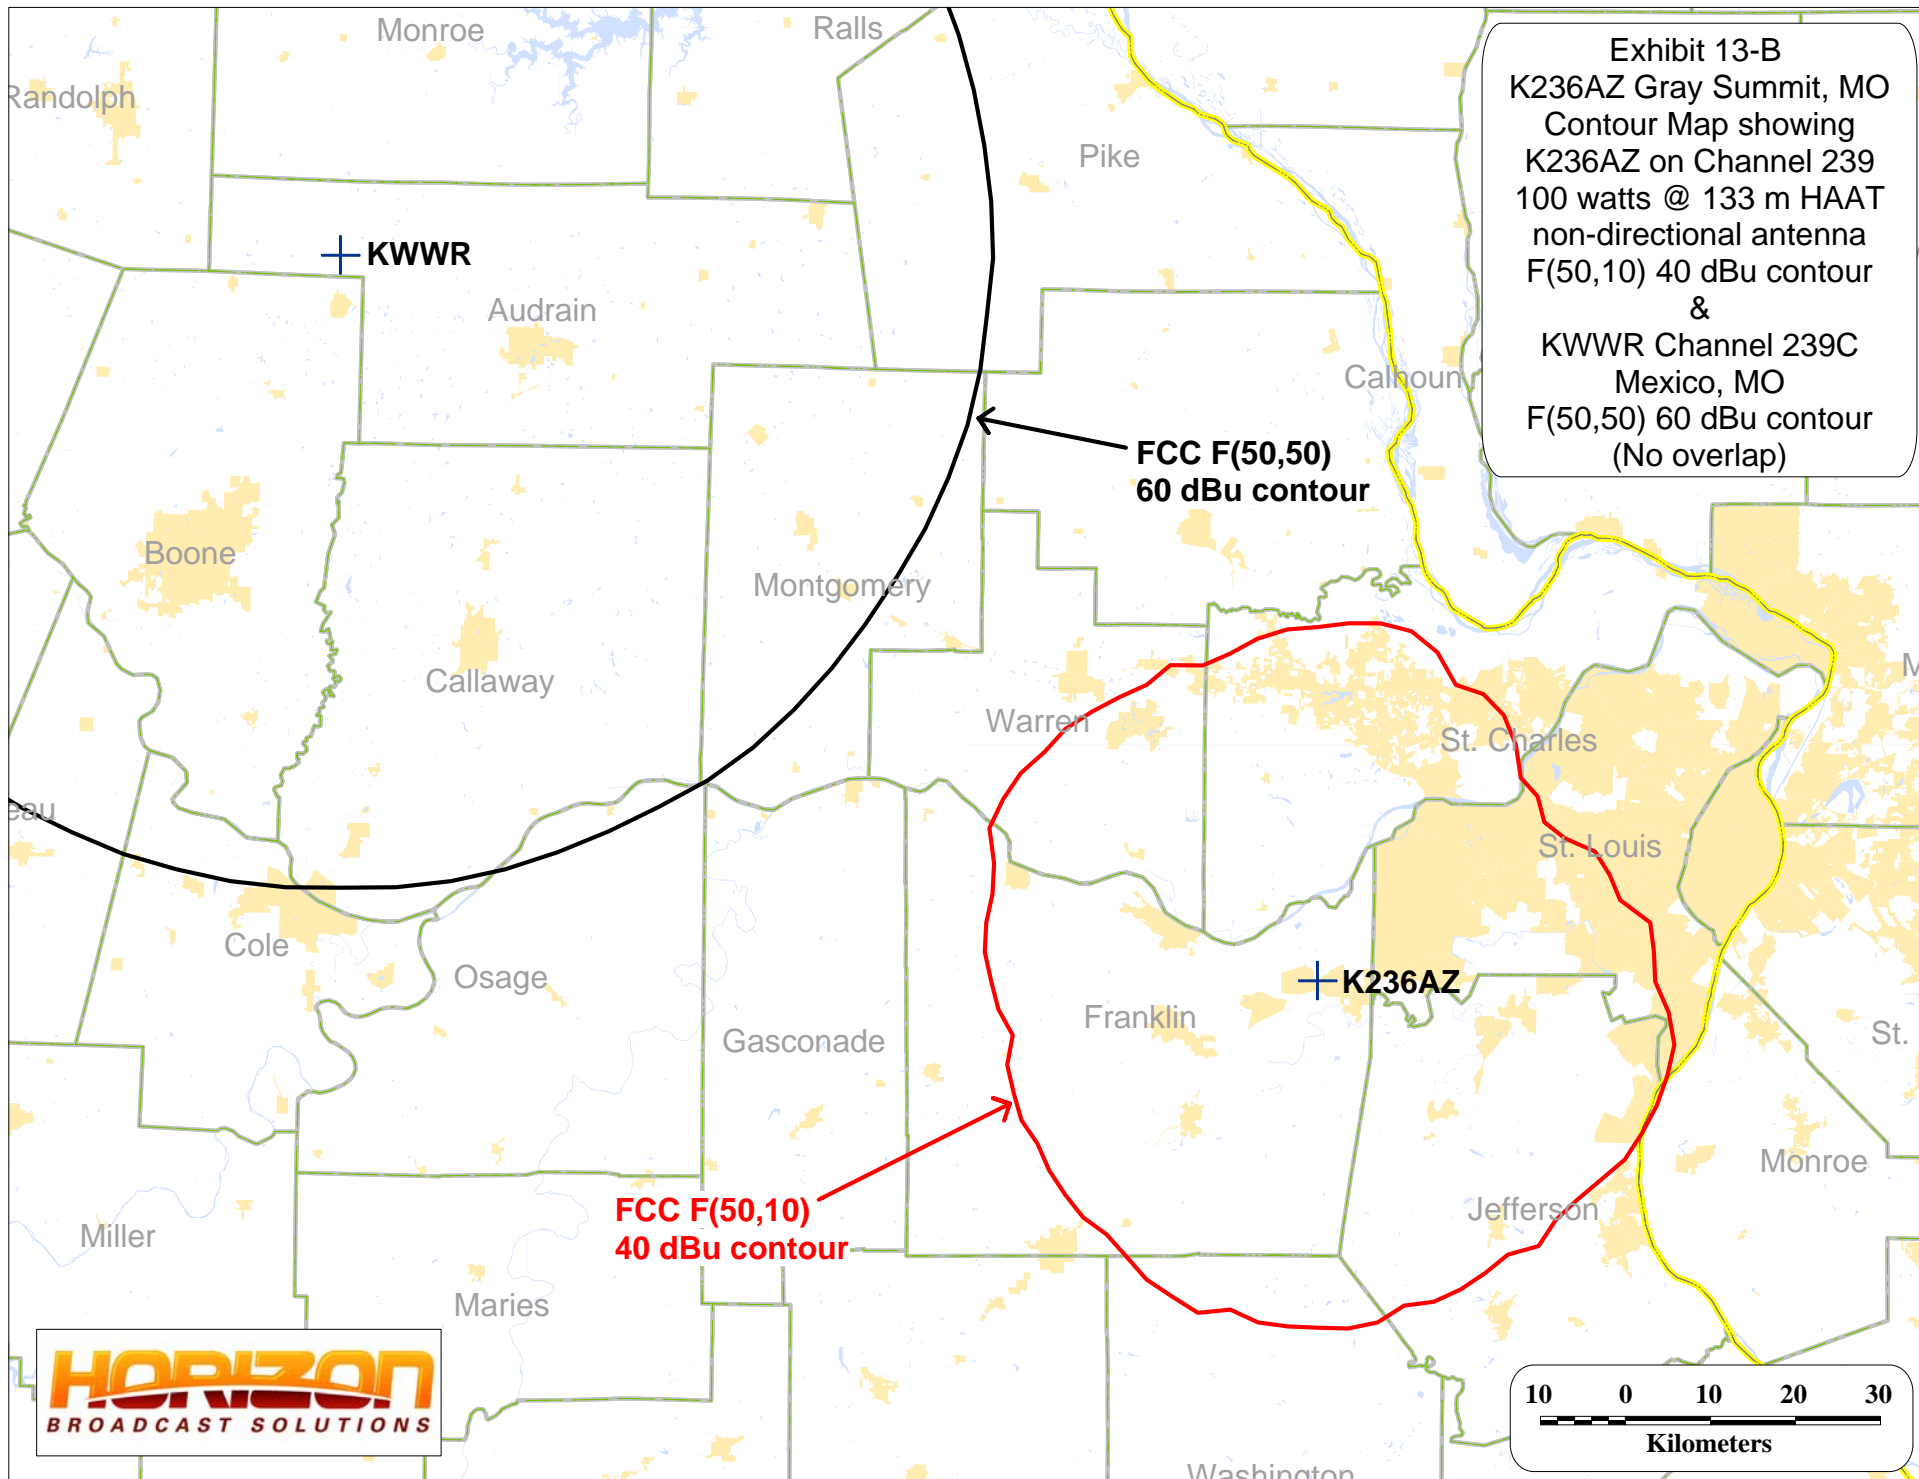 Monroe
Ralls
Randolph
Pike
Exhibit 13-B
K236AZ Gray Summit, MO
Contour Map showing
K236AZ on Channel 239
100 watts @ 133 m HAAT
non-directional antenna
F(50,10) 40 dBu contour
&
KWWR Channel 239C
Mexico, MO
F(50,50) 60 dBu contour
(No overlap)
KWWR
Audrain
Calhoun
FCC F(50,50)
60 dBu contour
Boone
Montgomery
Callaway
Warren
St. Charles
M
eau
St. Louis
Cole
Osage
K236AZ
Franklin
Gasconade
St.
Monroe
FCC F(50,10)
40 dBu contour
Jefferson
Miller
Maries
HORIZON
BROADCAST SOLUTIONS
10 0 10 20 30
Kilometers
Washington